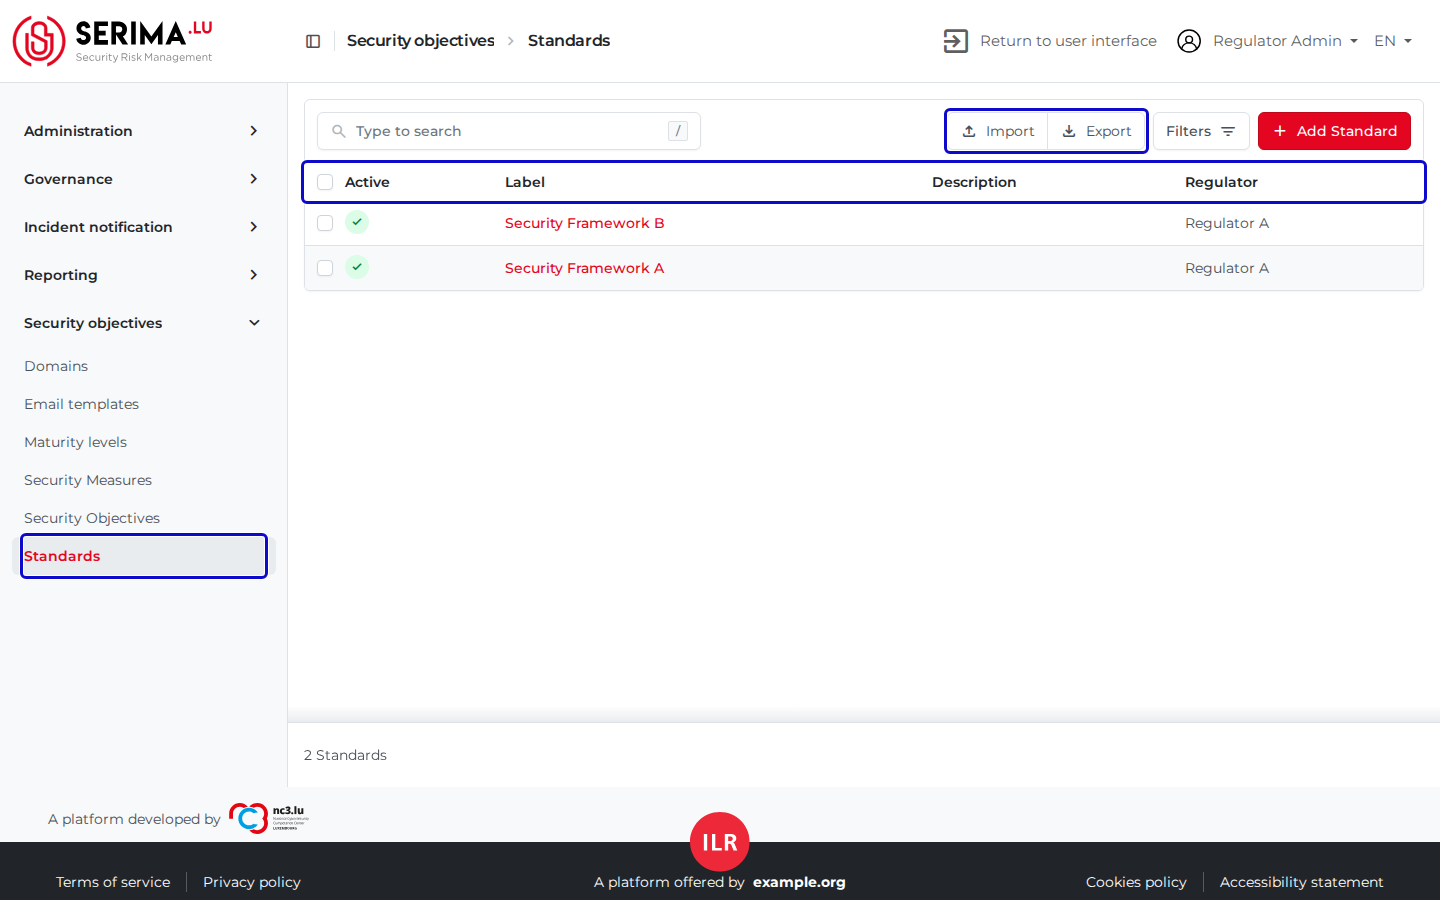 SERIMA.LU
Security Risk Management
Security objectives > Standards
Return to user interface
Regulator Admin
EN
Administration
Governance
Incident notification
Reporting
Security objectives
Domains
Email templates
Maturity levels
Security Measures
Security Objectives
Standards
Type to search /
Import
Export
Filters
+ Add Standard
Active Label Description Regulator
Security Framework B Regulator A
Security Framework A Regulator A
2 Standards
A platform developed by
nc3.lu
ILR
Terms of service
Privacy policy
A platform offered by example.org
Cookies policy
Accessibility statement